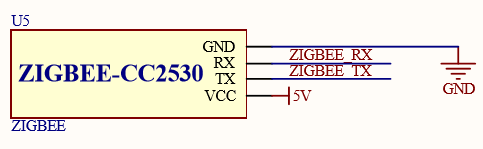 U5
ZIGBEE-CC2530
GND
RX
TX
VCC
ZIGBEE_RX
ZIGBEE_TX
5V
GND
ZIGBEE